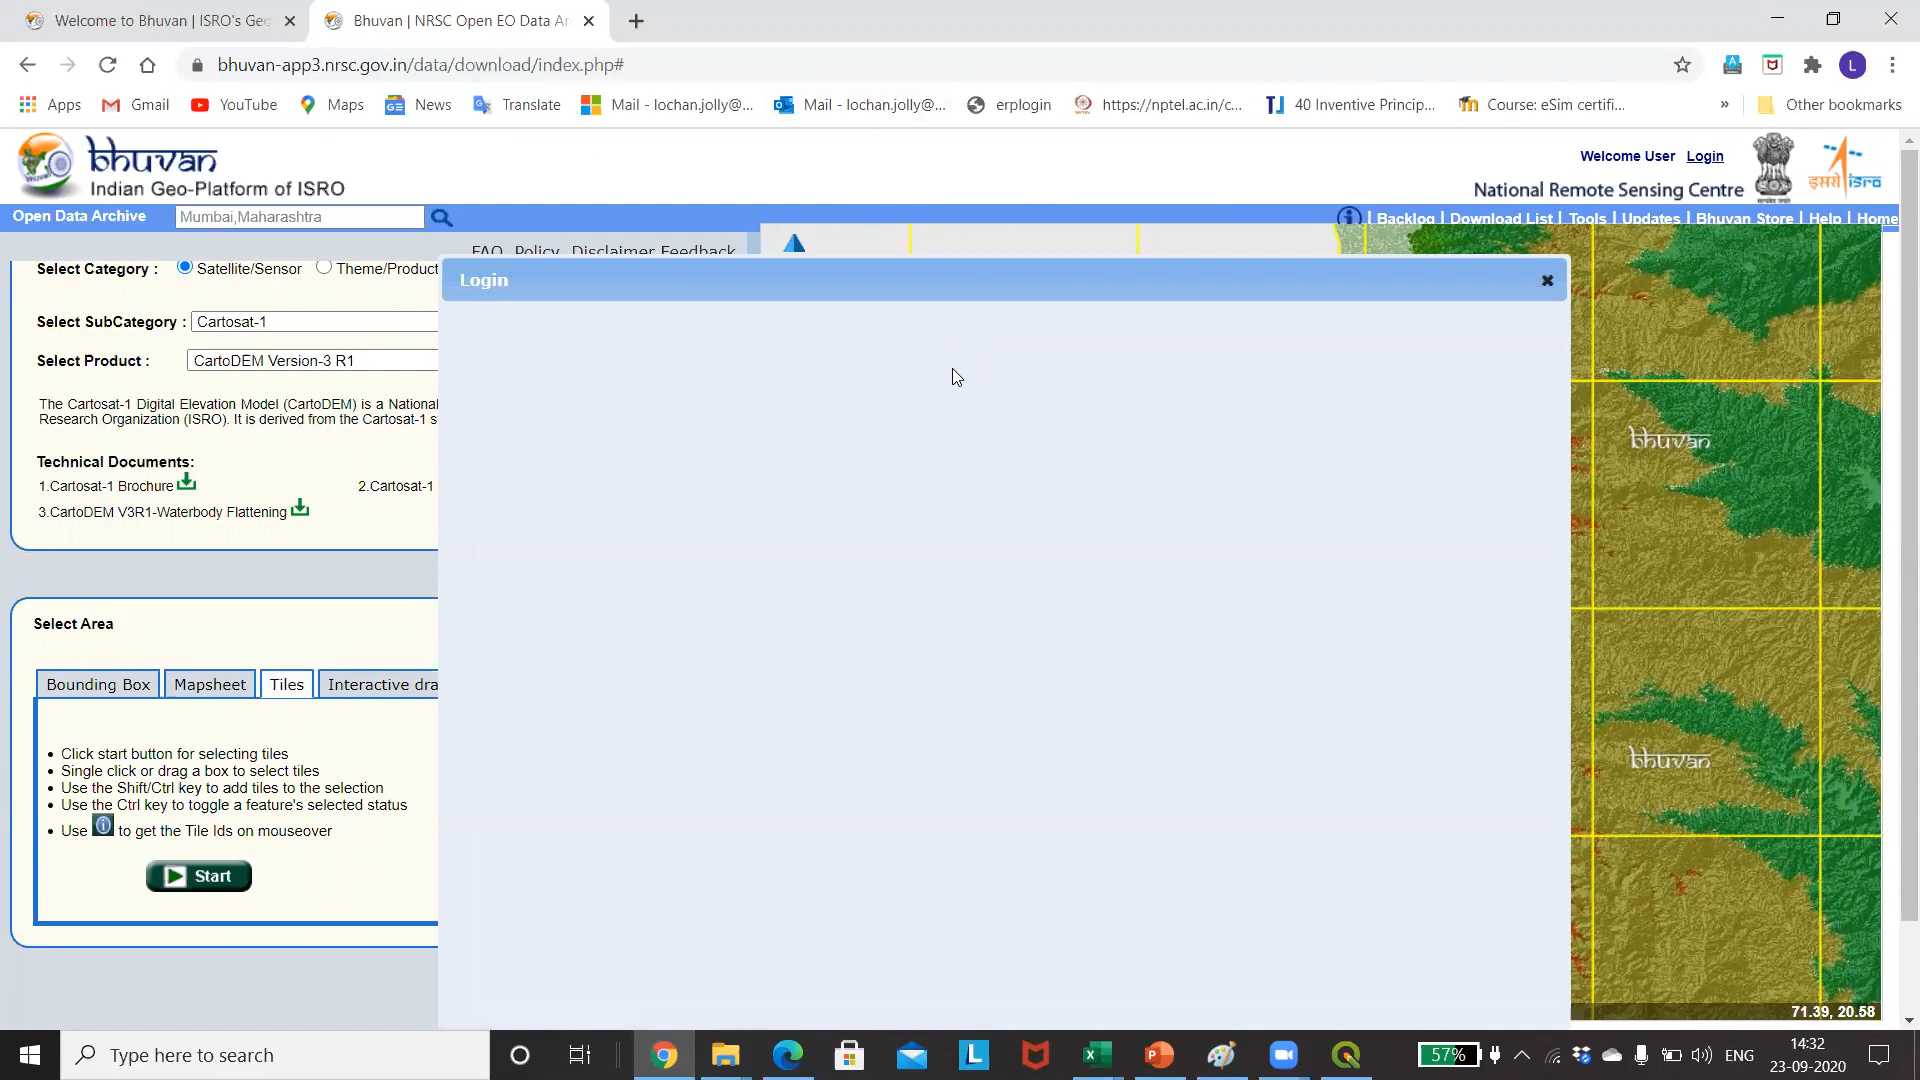 Welcome to Bhuvan | ISRO's Geo
Bhuvan | NRSC Open EO Data Ar
bhuvan-app3.nrsc.gov.in/data/download/index.php#
L
Apps
Gmail
YouTube
Maps
News
Translate
Mail - lochan.jolly@...
Mail - lochan.jolly@...
erplogin
https://nptel.ac.in/c...
40 Inventive Princip...
Course: eSim certifi...
»
Other bookmarks
bhuvan
Indian Geo-Platform of ISRO
Welcome User Login
National Remote Sensing Centre
इसरो isro
Open Data Archive
Mumbai,Maharashtra
| Backlog | Download List | Tools | Updates | Bhuvan Store | Help | Home
FAQ Policy Disclaimer Feedback
Select Category : Satellite/Sensor Theme/Product
Login
Select SubCategory : Cartosat-1
Select Product : CartoDEM Version-3 R1
The Cartosat-1 Digital Elevation Model (CartoDEM) is a National
Research Organization (ISRO). It is derived from the Cartosat-1 s
Technical Documents:
1.Cartosat-1 Brochure
2.Cartosat-1
3.CartoDEM V3R1-Waterbody Flattening
bhuvan
Select Area
Bounding Box
Mapsheet
Tiles
Interactive dra
• Click start button for selecting tiles
• Single click or drag a box to select tiles
• Use the Shift/Ctrl key to add tiles to the selection
• Use the Ctrl key to toggle a feature's selected status
• Use to get the Tile Ids on mouseover
Start
bhuvan
71.39, 20.58
Type here to search
57%
ENG
14:32
23-09-2020